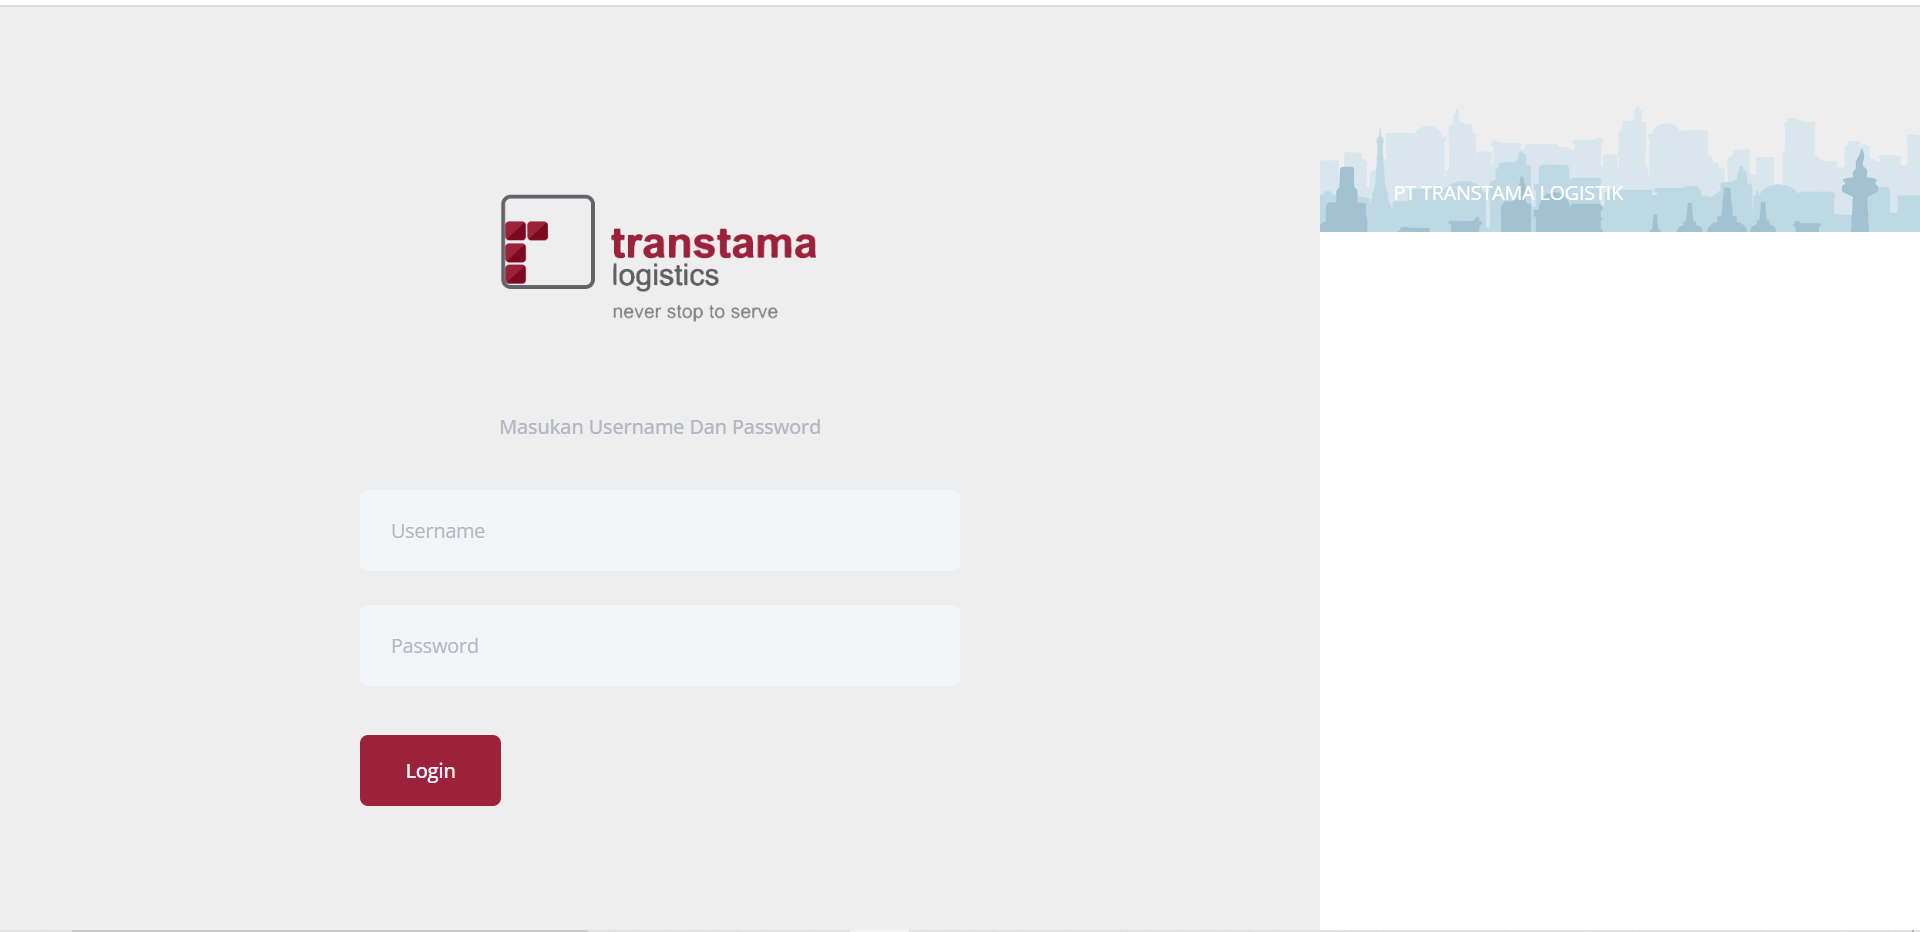 transtama
logistics
never stop to serve
Masukan Username Dan Password
Username
Password
Login
PT TRANSTAMA LOGISTIK